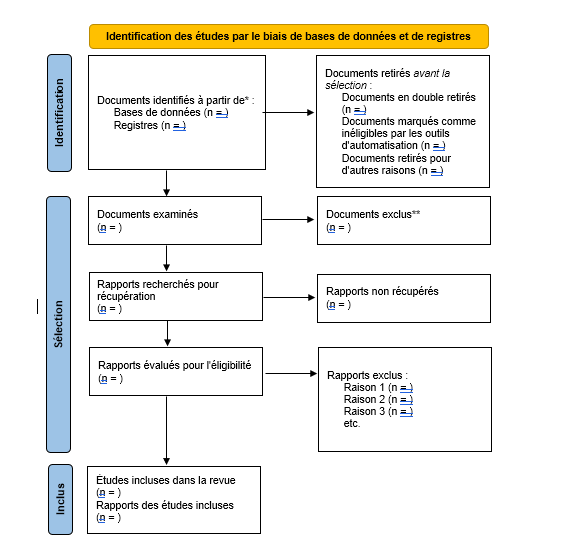 Identification des études par le biais de bases de données et de registres
Identification
Documents identifiés à partir de* :
Bases de données (n = )
Registres (n = )
Documents retirés avant la
sélection :
Documents en double retirés
(n = )
Documents marqués comme
inéligibles par les outils
d'automatisation (n = )
Documents retirés pour
d'autres raisons (n = )
Sélection
Documents examinés
(n = )
Documents exclus**
(n = )
Rapports recherchés pour
récupération
(n = )
Rapports non récupérés
(n = )
Rapports évalués pour l'éligibilité
(n = )
Rapports exclus :
Raison 1 (n = )
Raison 2 (n = )
Raison 3 (n = )
etc.
Inclus
Études incluses dans la revue
(n = )
Rapports des études incluses
(n = )